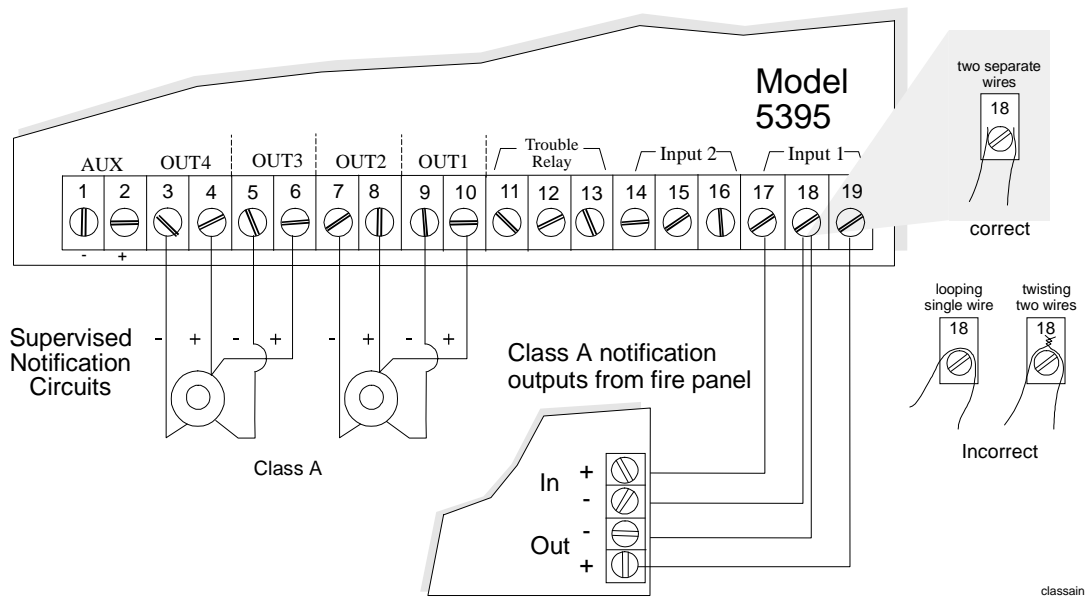 Model
5395
two separate
wires
18
correct
AUX OUT4 OUT3 OUT2 OUT1 Trouble
Relay Input 2 Input 1
1 2 3 4 5 6 7 8 9 10 11 12 13 14 15 16 17 18 19
- +
looping
single wire
18
twisting
two wires
18
Incorrect
Supervised
Notification
Circuits
- + - + - + - +
Class A
Class A notification
outputs from fire panel
In + -
Out - +
classain